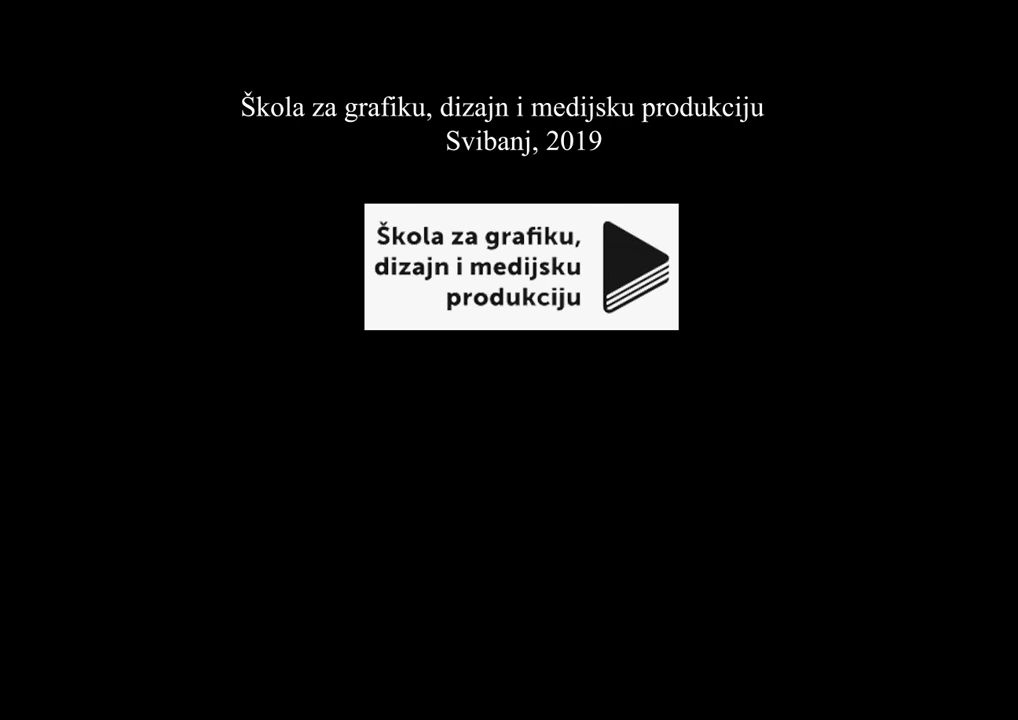 Škola za grafiku, dizajn i medijsku produkciju
Svibanj, 2019
Škola za grafiku,
dizajn i medijsku
produkciju